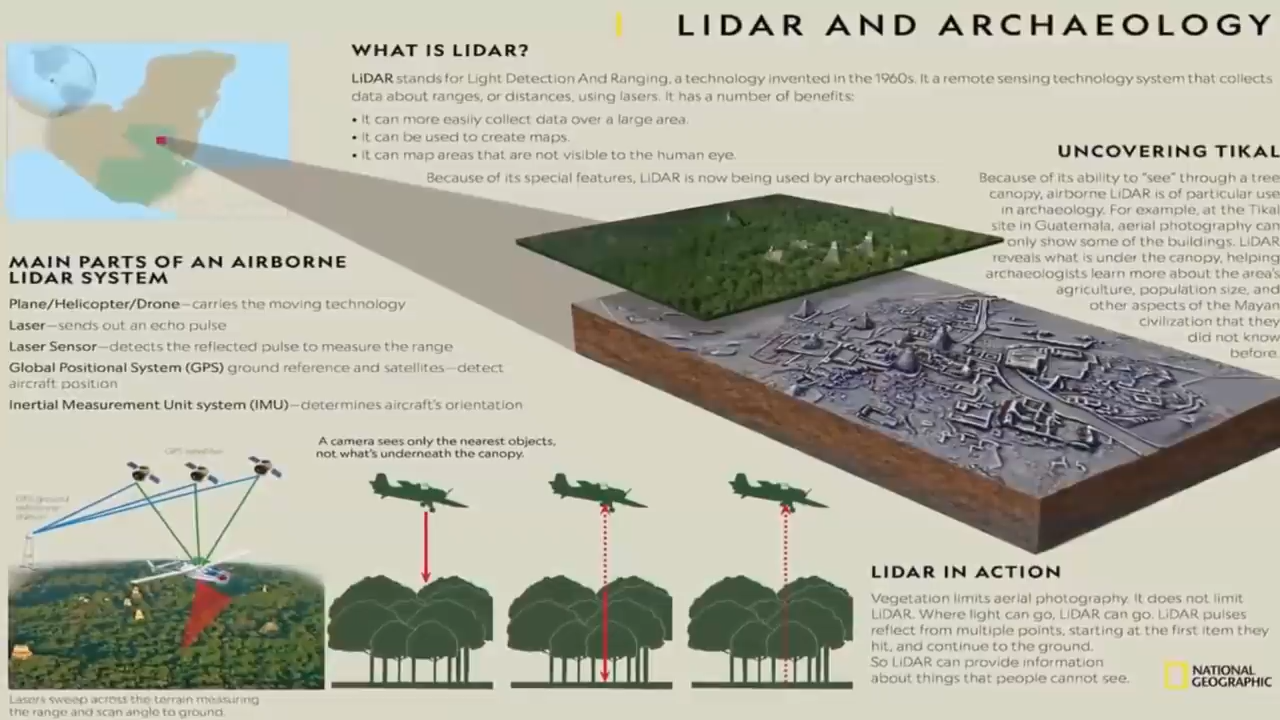 LIDAR AND ARCHAEOLOGY
WHAT IS LIDAR?
LiDAR stands for Light Detection And Ranging, a technology invented in the 1960s. It a remote sensing technology system that collects
data about ranges, or distances, using lasers. It has a number of benefits:
• It can more easily collect data over a large area.
• It can be used to create maps.
• It can map areas that are not visible to the human eye.
Because of its special features, LiDAR is now being used by archaeologists.
UNCOVERING TIKAL
Because of its ability to "see" through a tree
canopy, airborne LiDAR is of particular use
in archaeology. For example, at the Tikal
site in Guatemala, aerial photography can
only show some of the buildings. LiDAR
reveals what is under the canopy, helping
archaeologists learn more about the area's
agriculture, population size, and
other aspects of the Mayan
civilization that they
did not know
before.
MAIN PARTS OF AN AIRBORNE
LIDAR SYSTEM
Plane/Helicopter/Drone—carries the moving technology
Laser—sends out an echo pulse
Laser Sensor—detects the reflected pulse to measure the range
Global Positional System (GPS) ground reference and satellites—detect
aircraft position
Inertial Measurement Unit system (IMU)—determines aircraft's orientation
GPS satellites
GPS ground
reference
station
Lasers sweep across the terrain measuring
the range and scan angle to ground.
A camera sees only the nearest objects,
not what's underneath the canopy.
LIDAR IN ACTION
Vegetation limits aerial photography. It does not limit
LiDAR. Where light can go, LiDAR can go. LiDAR pulses
reflect from multiple points, starting at the first item they
hit, and continue to the ground.
So LiDAR can provide information
about things that people cannot see.
NATIONAL
GEOGRAPHIC